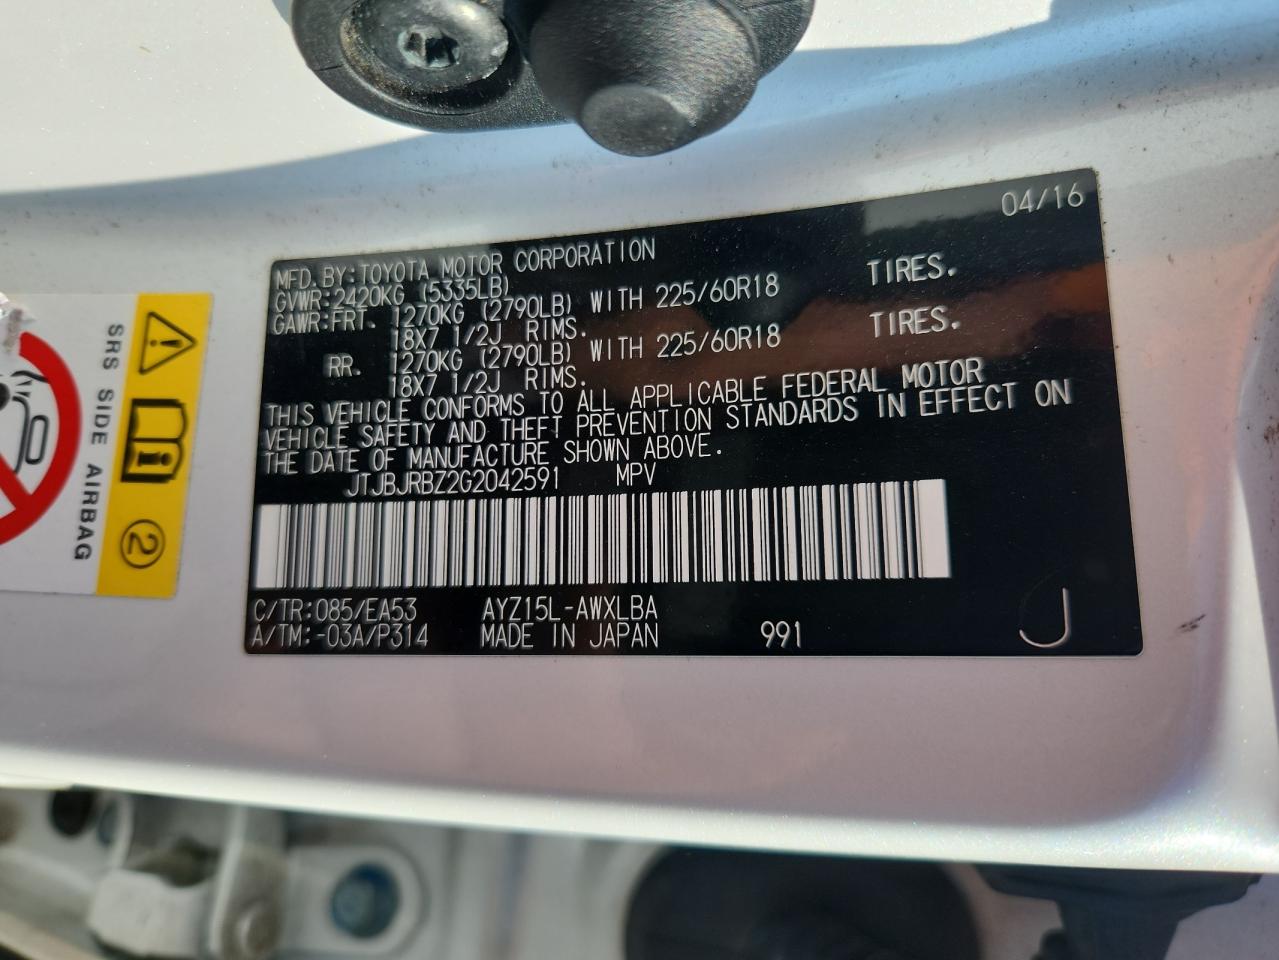 04/16
MFD.BY:TOYOTA MOTOR CORPORATION
GVWR:2420KG (5335LB)
GAWR:FRT. 1270KG (2790LB) WITH 225/60R18 TIRES.
18X7 1/2J RIMS.
RR. 1270KG (2790LB) WITH 225/60R18 TIRES.
18X7 1/2J RIMS.
THIS VEHICLE CONFORMS TO ALL APPLICABLE FEDERAL MOTOR
VEHICLE SAFETY AND THEFT PREVENTION STANDARDS IN EFFECT ON
THE DATE OF MANUFACTURE SHOWN ABOVE.
JTJBJRBZ2G2042591 MPV
C/TR:085/EA53 AYZ15L-AWXLBA
A/TM:-03A/P314 MADE IN JAPAN 991 J
SRS SIDE AIRBAG
2